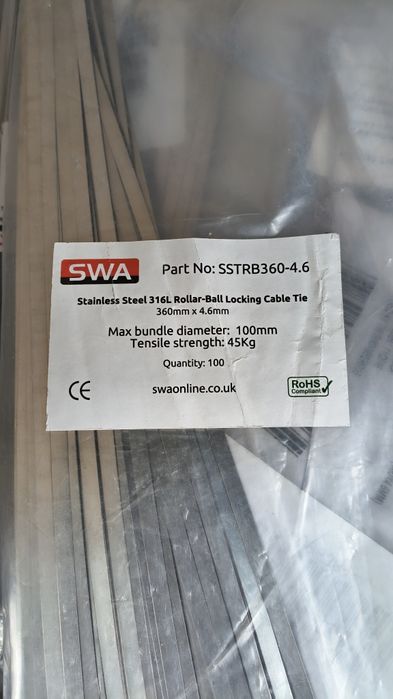 SWA
Part No: SSTRB360-4.6
Stainless Steel 316L Rollar-Ball Locking Cable Tie
360mm x 4.6mm
Max bundle diameter: 100mm
Tensile strength: 45Kg
Quantity: 100
CE
swaonline.co.uk
RoHS
Compliant